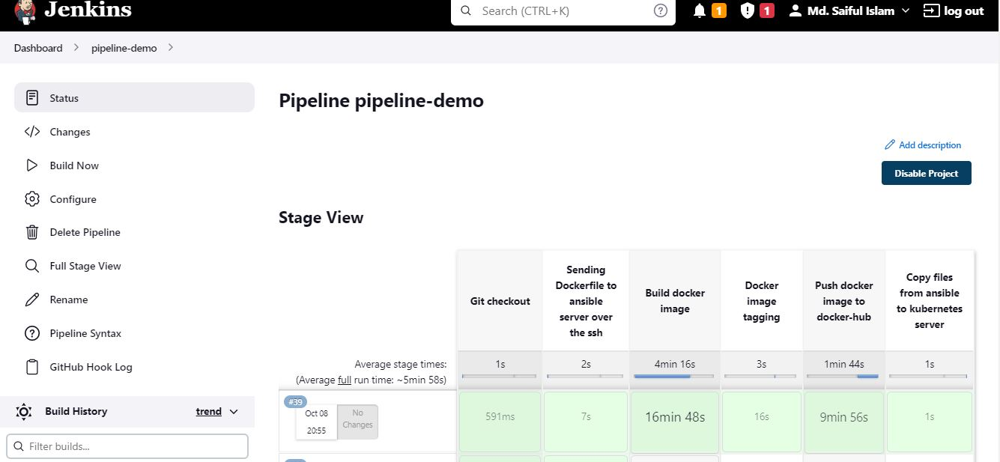 Jenkins
Search (CTRL+K)
1
1
Md. Saiful Islam
log out
Dashboard
pipeline-demo
Status
Changes
Build Now
Configure
Delete Pipeline
Full Stage View
Rename
Pipeline Syntax
GitHub Hook Log
Build History
trend
Filter builds...
Pipeline pipeline-demo
Add description
Disable Project
Stage View
Git checkout
Sending
Dockerfile to
ansible
server over
the ssh
Build docker
image
Docker
image
tagging
Push docker
image to
docker-hub
Copy files
from ansible
to kubernetes
server
Average stage times:
(Average full run time: ~5min 58s)
1s
2s
4min 16s
3s
1min 44s
1s
#39
Oct 08
20:55
No
Changes
591ms
7s
16min 48s
16s
9min 56s
1s